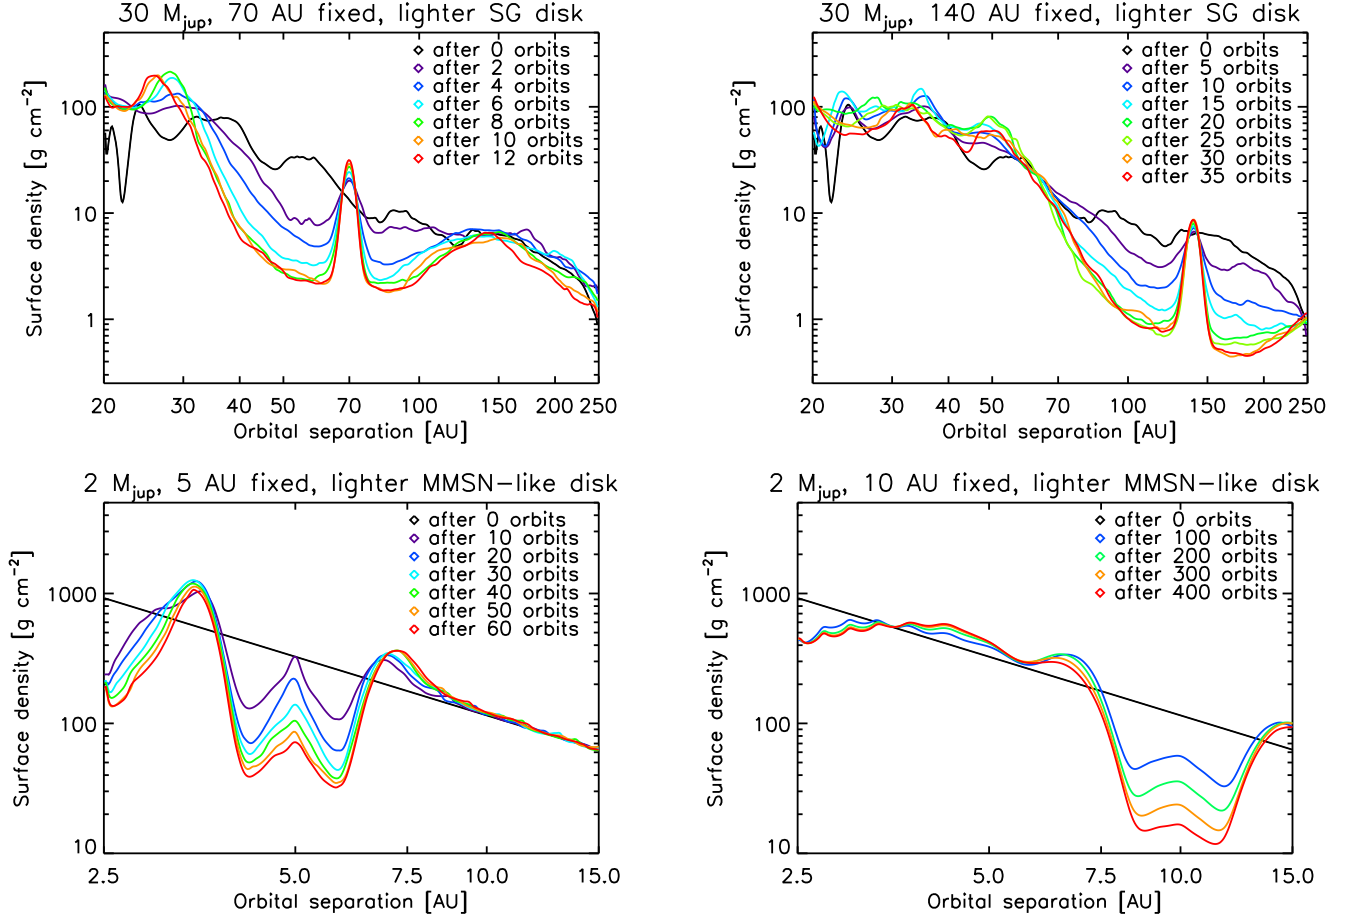 30 Mjup, 70 AU fixed, lighter SG disk
after 0 orbits
after 2 orbits
after 4 orbits
after 6 orbits
after 8 orbits
after 10 orbits
after 12 orbits
Surface density [g cm−2]
100
10
1
20 30 40 50 70 100 150 200 250
Orbital separation [AU]
30 Mjup, 140 AU fixed, lighter SG disk
after 0 orbits
after 5 orbits
after 10 orbits
after 15 orbits
after 20 orbits
after 25 orbits
after 30 orbits
after 35 orbits
Surface density [g cm−2]
100
10
1
20 30 40 50 70 100 150 200 250
Orbital separation [AU]
2 Mjup, 5 AU fixed, lighter MMSN−like disk
after 0 orbits
after 10 orbits
after 20 orbits
after 30 orbits
after 40 orbits
after 50 orbits
after 60 orbits
Surface density [g cm−2]
1000
100
10
2.5 5.0 7.5 10.0 15.0
Orbital separation [AU]
2 Mjup, 10 AU fixed, lighter MMSN−like disk
after 0 orbits
after 100 orbits
after 200 orbits
after 300 orbits
after 400 orbits
Surface density [g cm−2]
1000
100
10
2.5 5.0 7.5 10.0 15.0
Orbital separation [AU]